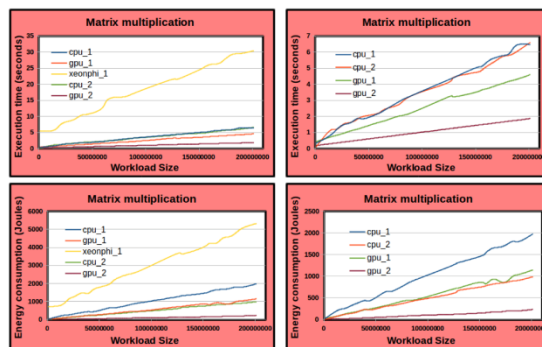 Matrix multiplication
Execution time (seconds)
35
30
25
20
15
10
5
0
cpu_1
gpu_1
xeonphi_1
cpu_2
gpu_2
0 50000000 100000000 150000000 200000000
Workload Size
Matrix multiplication
Execution time (seconds)
7
6
5
4
3
2
1
0
cpu_1
cpu_2
gpu_1
gpu_2
0 50000000 100000000 150000000 200000000
Workload Size
Matrix multiplication
Energy consumption (Joules)
6000
5000
4000
3000
2000
1000
0
cpu_1
gpu_1
xeonphi_1
cpu_2
gpu_2
0 50000000 100000000 150000000 200000000
Workload Size
Matrix multiplication
Energy consumption (Joules)
2500
2000
1500
1000
500
0
cpu_1
cpu_2
gpu_1
gpu_2
0 50000000 100000000 150000000 200000000
Workload Size